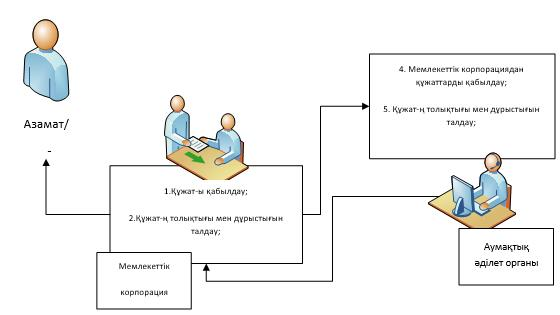 Азамат/
-
1.Құжат-ы қабылдау;
2.Құжат-ң толықтығы мен дұрыстығын
талдау;
Мемлекеттік
корпорация
4. Мемлекеттік корпорациядан
құжаттарды қабылдау;
5. Құжат-ң толықтығы мен дұрыстығын
талдау;
Аумақтық
әділет органы